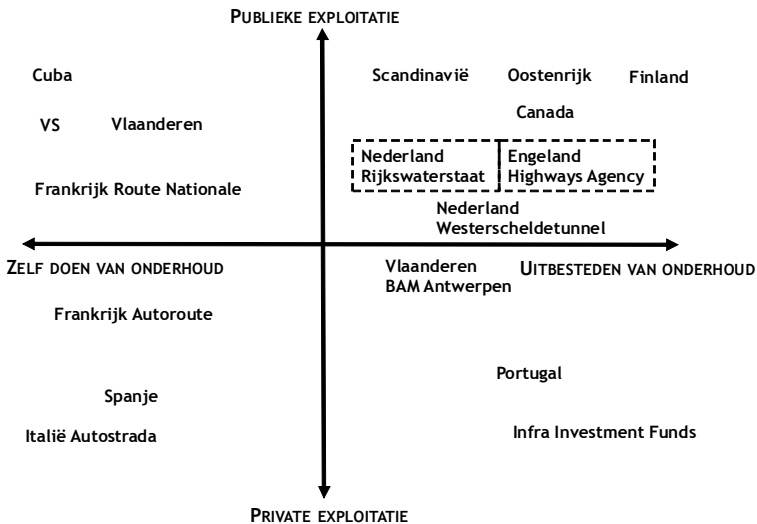 PUBLIEKE EXPLOITATIE
Cuba
Scandinavië
Oostenrijk
Finland
Canada
VS
Vlaanderen
Nederland
Rijkswaterstaat
Engeland
Highways Agency
Frankrijk Route Nationale
Nederland
Westerscheldetunnel
ZELF DOEN VAN ONDERHOUD
Vlaanderen
BAM Antwerpen
UITBESTEDEN VAN ONDERHOUD
Frankrijk Autoroute
Portugal
Spanje
Italië Autostrada
Infra Investment Funds
PRIVATE EXPLOITATIE